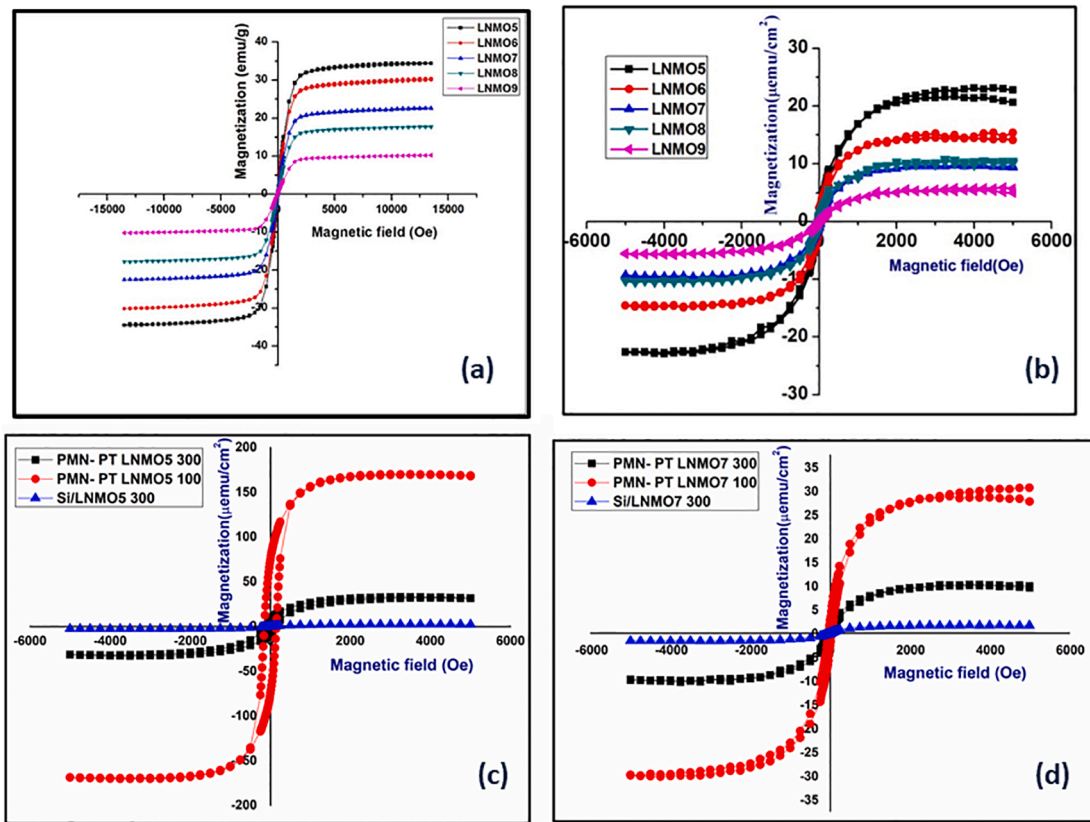 LNMO5
LNMO6
LNMO7
LNMO8
LNMO9
Magnetization (emu/g)
40
30
20
10
0
-10
-20
-30
-40
-15000 -10000 -5000 0 5000 10000 15000
Magnetic field (Oe)
(a)
LNMO5
LNMO6
LNMO7
LNMO8
LNMO9
Magnetization(µemu/cm²)
30
20
10
0
-10
-20
-30
-6000 -4000 -2000 0 2000 4000 6000
Magnetic field(Oe)
(b)
PMN- PT LNMO5 300
PMN- PT LNMO5 100
Si/LNMO5 300
Magnetization(µemu/cm²)
200
150
100
50
0
-50
-100
-150
-200
-6000 -4000 -2000 0 2000 4000 6000
Magnetic field (Oe)
(c)
PMN- PT LNMO7 300
PMN- PT LNMO7 100
Si/LNMO7 300
Magnetization(µemu/cm²)
35
30
25
20
15
10
5
0
-5
-10
-15
-20
-25
-30
-35
-6000 -4000 -2000 0 2000 4000 6000
Magnetic field (Oe)
(d)